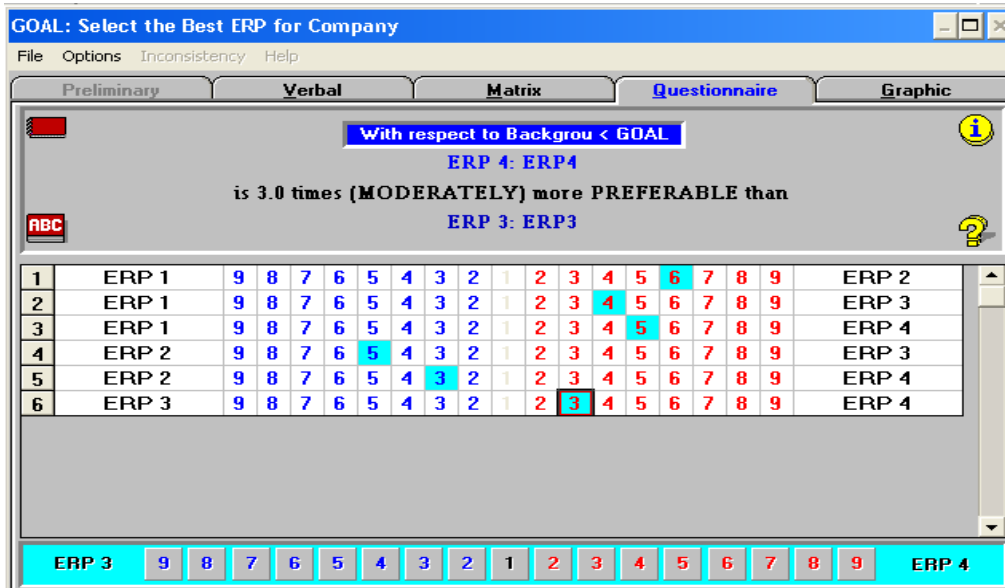 GOAL: Select the Best ERP for Company
File Options Inconsistency Help
Preliminary Verbal Matrix Questionnaire Graphic
With respect to Backgrou < GOAL
i
ERP 4: ERP4
is 3.0 times (MODERATELY) more PREFERABLE than
ABC ERP 3: ERP3 ?
1 ERP 1 9 8 7 6 5 4 3 2 1 2 3 4 5 6 7 8 9 ERP 2
2 ERP 1 9 8 7 6 5 4 3 2 1 2 3 4 5 6 7 8 9 ERP 3
3 ERP 1 9 8 7 6 5 4 3 2 1 2 3 4 5 6 7 8 9 ERP 4
4 ERP 2 9 8 7 6 5 4 3 2 1 2 3 4 5 6 7 8 9 ERP 3
5 ERP 2 9 8 7 6 5 4 3 2 1 2 3 4 5 6 7 8 9 ERP 4
6 ERP 3 9 8 7 6 5 4 3 2 1 2 3 4 5 6 7 8 9 ERP 4
ERP 3 9 8 7 6 5 4 3 2 1 2 3 4 5 6 7 8 9 ERP 4